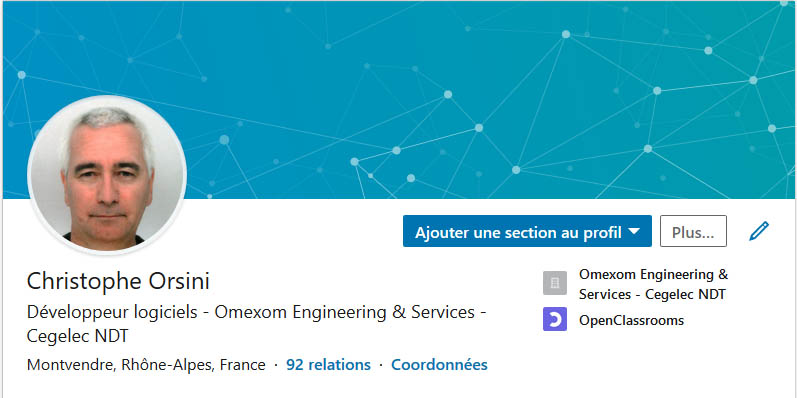 Ajouter une section au profil
Plus...
Christophe Orsini
Développeur logiciels - Omexom Engineering & Services -
Cegelec NDT
Montvendre, Rhône-Alpes, France · 92 relations · Coordonnées
Omexom Engineering &
Services - Cegelec NDT
OpenClassrooms